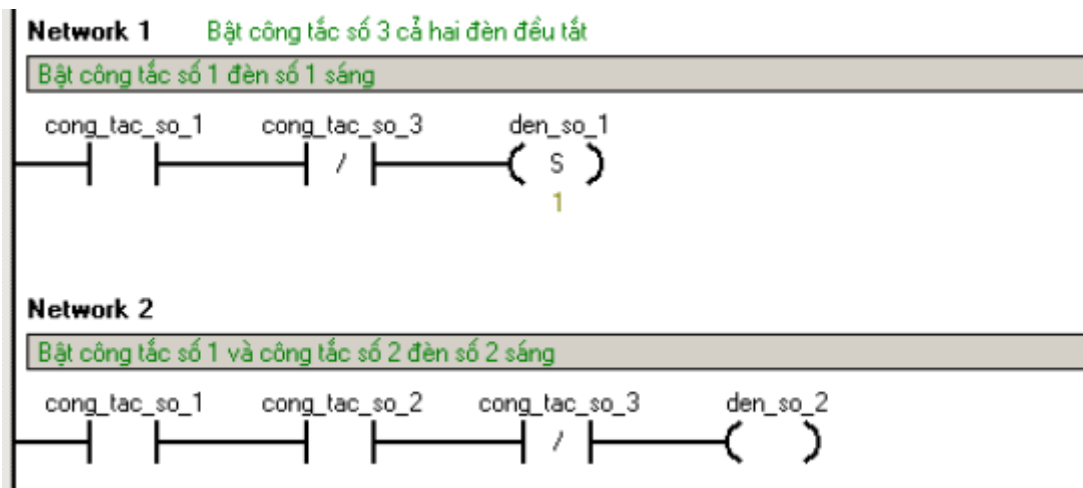 Network 1 Bật công tắc số 3 cả hai đèn đều tắt
Bật công tắc số 1 đèn số 1 sáng
cong_tac_so_1 cong_tac_so_3 den_so_1
/ S
1
Network 2
Bật công tắc số 1 và công tắc số 2 đèn số 2 sáng
cong_tac_so_1 cong_tac_so_2 cong_tac_so_3 den_so_2
/